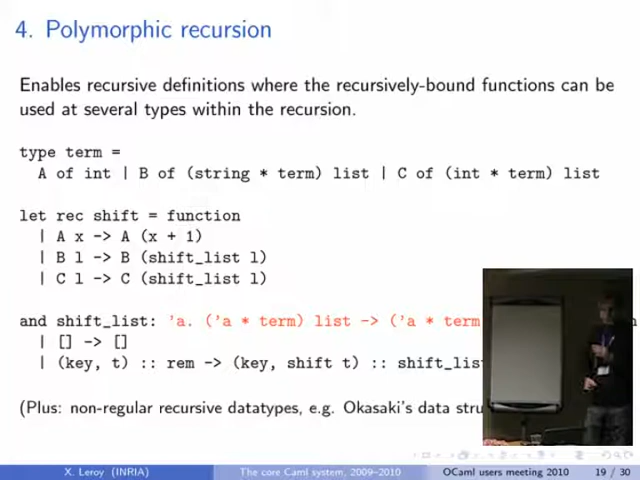 4. Polymorphic recursion
Enables recursive definitions where the recursively-bound functions can be
used at several types within the recursion.
type term =
A of int | B of (string * term) list | C of (int * term) list
let rec shift = function
| A x -> A (x + 1)
| B l -> B (shift_list l)
| C l -> C (shift_list l)
and shift_list: 'a. ('a * term) list -> ('a * term
| [] -> []
| (key, t) :: rem -> (key, shift t) :: shift_list
(Plus: non-regular recursive datatypes, e.g. Okasaki's data
X. Leroy (INRIA) The core Caml system, 2009–2010 OCaml users meeting 2010 19 / 30